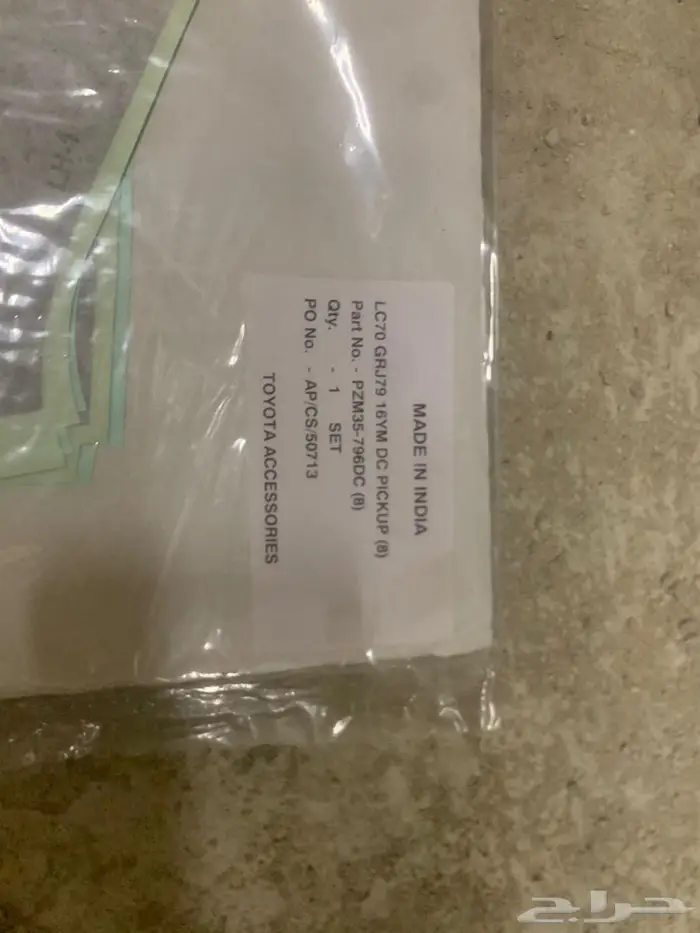 MADE IN INDIA
LC70 GRJ79 16YM DC PICKUP (8)
Part No. - PZM35-796DC (8)
Qty. - 1 SET
PO No. - AP/CS/50713
TOYOTA ACCESSORIES
حراج